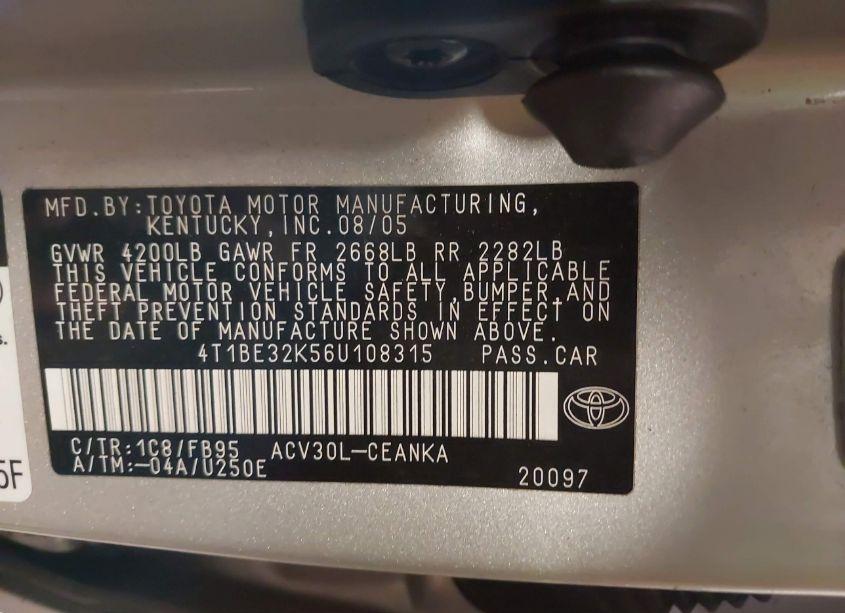 MFD.BY:TOYOTA MOTOR MANUFACTURING,
KENTUCKY,INC.08/05
GVWR 4200LB GAWR FR 2668LB RR 2282LB
THIS VEHICLE CONFORMS TO ALL APPLICABLE
FEDERAL MOTOR VEHICLE SAFETY,BUMPER,AND
THEFT PREVENTION STANDARDS IN EFFECT ON
THE DATE OF MANUFACTURE SHOWN ABOVE.
4T1BE32K56U108315 PASS.CAR
C/TR:1C8/FB95 ACV30L-CEANKA
A/TM:-04A/U250E
20097
s.
5F